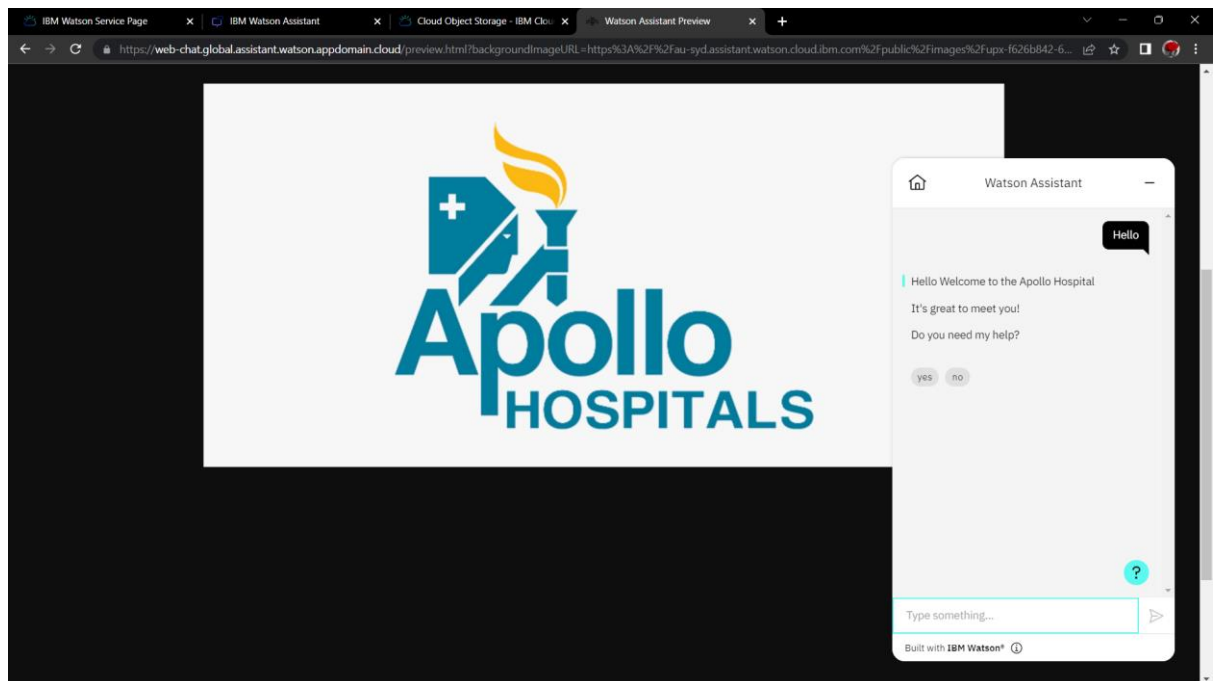 IBM Watson Service Page
IBM Watson Assistant
Cloud Object Storage - IBM Clou
Watson Assistant Preview
https://web-chat.global.assistant.watson.appdomain.cloud/preview.html?backgroundImageURL=https%3A%2F%2Fau-syd.assistant.watson.cloud.ibm.com%2Fpublic%2Fimages%2Fupx-f626b842-6...
Apollo
HOSPITALS
Watson Assistant
Hello
Hello Welcome to the Apollo Hospital
It's great to meet you!
Do you need my help?
yes no
?
Type something...
Built with IBM Watson®